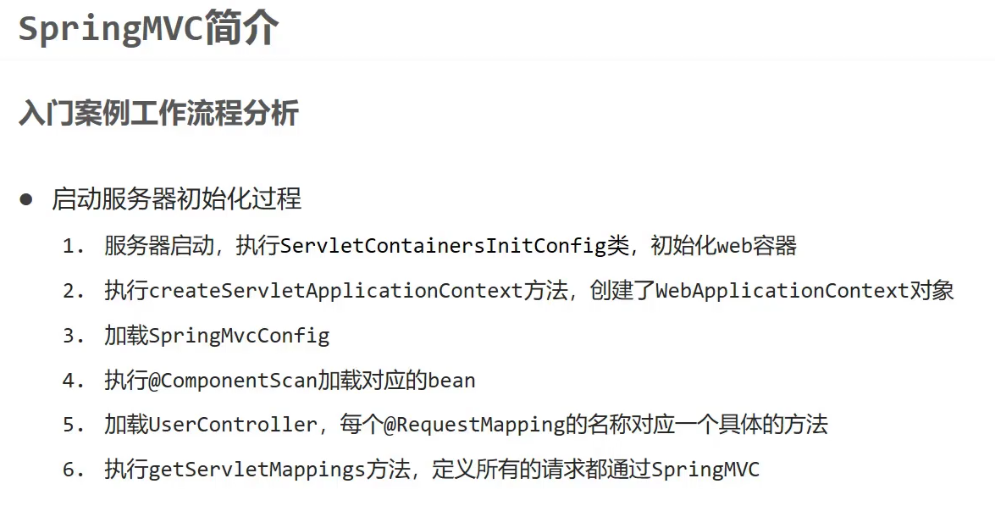 SpringMVC简介
入门案例工作流程分析
● 启动服务器初始化过程
1. 服务器启动，执行ServletContainersInitConfig类，初始化web容器
2. 执行createServletApplicationContext方法，创建了WebApplicationContext对象
3. 加载SpringMvcConfig
4. 执行@ComponentScan加载对应的bean
5. 加载UserController，每个@RequestMapping的名称对应一个具体的方法
6. 执行getServletMappings方法，定义所有的请求都通过SpringMVC